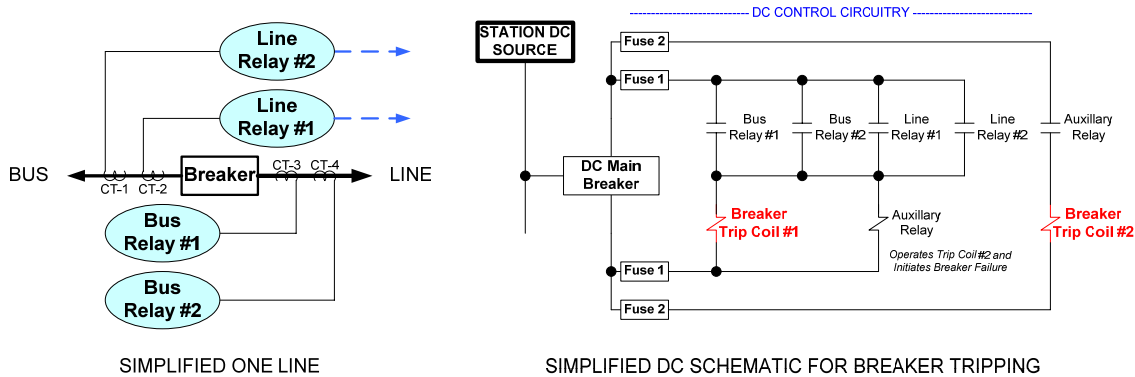 Line
Relay #2
Line
Relay #1
BUS
CT-1
CT-2
Breaker
CT-3
CT-4
LINE
Bus
Relay #1
Bus
Relay #2
SIMPLIFIED ONE LINE
DC CONTROL CIRCUITRY
STATION DC
SOURCE
Fuse 2
Fuse 1
Bus
Relay #1
Bus
Relay #2
Line
Relay #1
Line
Relay #2
Auxillary
Relay
DC Main
Breaker
Breaker
Trip Coil #1
Auxillary
Relay
Operates Trip Coil #2 and
Initiates Breaker Failure
Breaker
Trip Coil #2
Fuse 1
Fuse 2
SIMPLIFIED DC SCHEMATIC FOR BREAKER TRIPPING